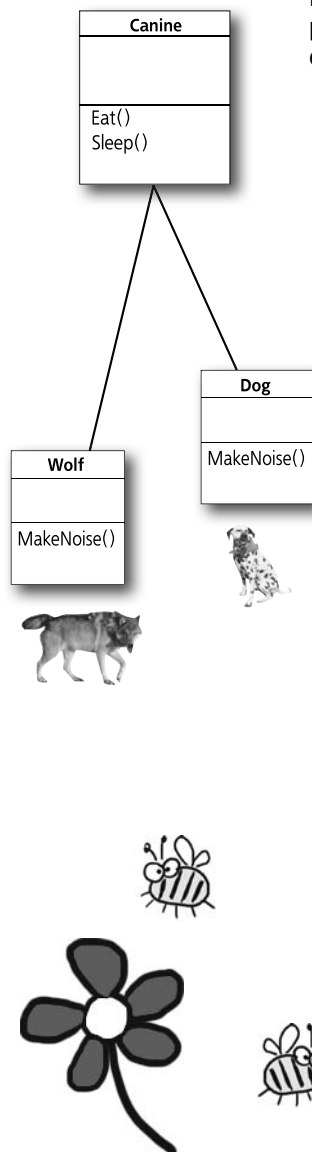 Canine
Eat()
Sleep()
Dog
MakeNoise()
Wolf
MakeNoise()